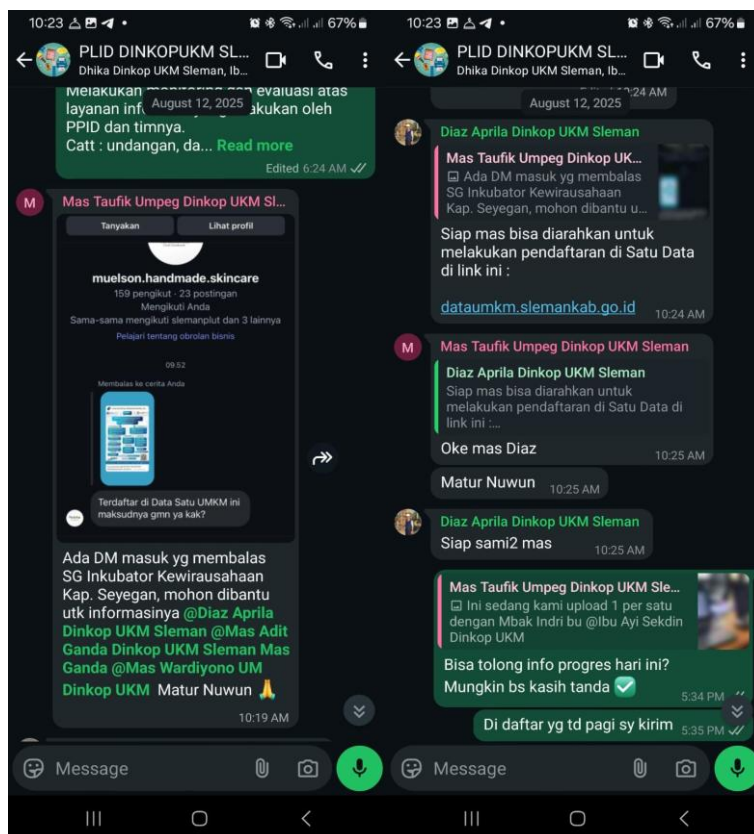 10:23
67%
PLID DINKOPUKM SL...
Dhika Dinkop UKM Sleman, Ib...
August 12, 2025
Melakukan monitoring dan evaluasi atas
layanan
akukan oleh
PPID dan timnya.
Catt : undangan, da... Read more
Edited 6:24 AM
M
Mas Taufik Umpeg Dinkop UKM Sl...
Tanyakan
Lihat profil
muelson.handmade.skincare
159 pengikut · 23 postingan
Mengikuti Anda
Sama-sama mengikuti slemanplut dan 3 lainnya
Pelajari tentang obrolan bisnis
09.52
Membalas ke cerita Anda
Terdaftar di Data Satu UMKM ini
maksudnya gmn ya kak?
Ada DM masuk yg membalas
SG Inkubator Kewirausahaan
Kap. Seyegan, mohon dibantu
utk informasinya @Diaz Aprila
Dinkop UKM Sleman @Mas Adit
Ganda Dinkop UKM Sleman Mas
Ganda @Mas Wardiyono UM
Dinkop UKM Matur Nuwun 🙏
10:19 AM
Message
10:23
67%
PLID DINKOPUKM SL...
Dhika Dinkop UKM Sleman, Ib...
10:24 AM
August 12, 2025
Diaz Aprila Dinkop UKM Sleman
Mas Taufik Umpeg Dinkop UK...
Ada DM masuk yg membalas
SG Inkubator Kewirausahaan
Kap. Seyegan, mohon dibantu u...
Siap mas bisa diarahkan untuk
melakukan pendaftaran di Satu Data
di link ini :
dataumkm.slemankab.go.id
10:24 AM
M
Mas Taufik Umpeg Dinkop UKM Sleman
Diaz Aprila Dinkop UKM Sleman
Siap mas bisa diarahkan untuk
melakukan pendaftaran di Satu Data di
link ini :...
Oke mas Diaz
10:25 AM
Matur Nuwun
10:25 AM
Diaz Aprila Dinkop UKM Sleman
Siap sami2 mas
10:25 AM
Mas Taufik Umpeg Dinkop UKM Sle...
Ini sedang kami upload 1 per satu
dengan Mbak Indri bu @Ibu Ayi Sekdin
Dinkop UKM
Bisa tolong info progres hari ini?
Mungkin bs kasih tanda ✅
5:34 PM
Di daftar yg td pagi sy kirim
5:35 PM
Message